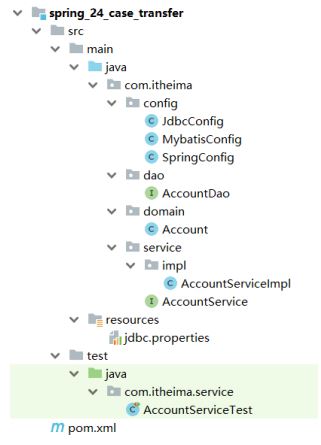 spring_24_case_transfer
src
main
java
com.itheima
config
C JdbcConfig
C MybatisConfig
C SpringConfig
dao
I AccountDao
domain
C Account
service
impl
C AccountServiceImpl
I AccountService
resources
jdbc.properties
test
java
com.itheima.service
C AccountServiceTest
m pom.xml